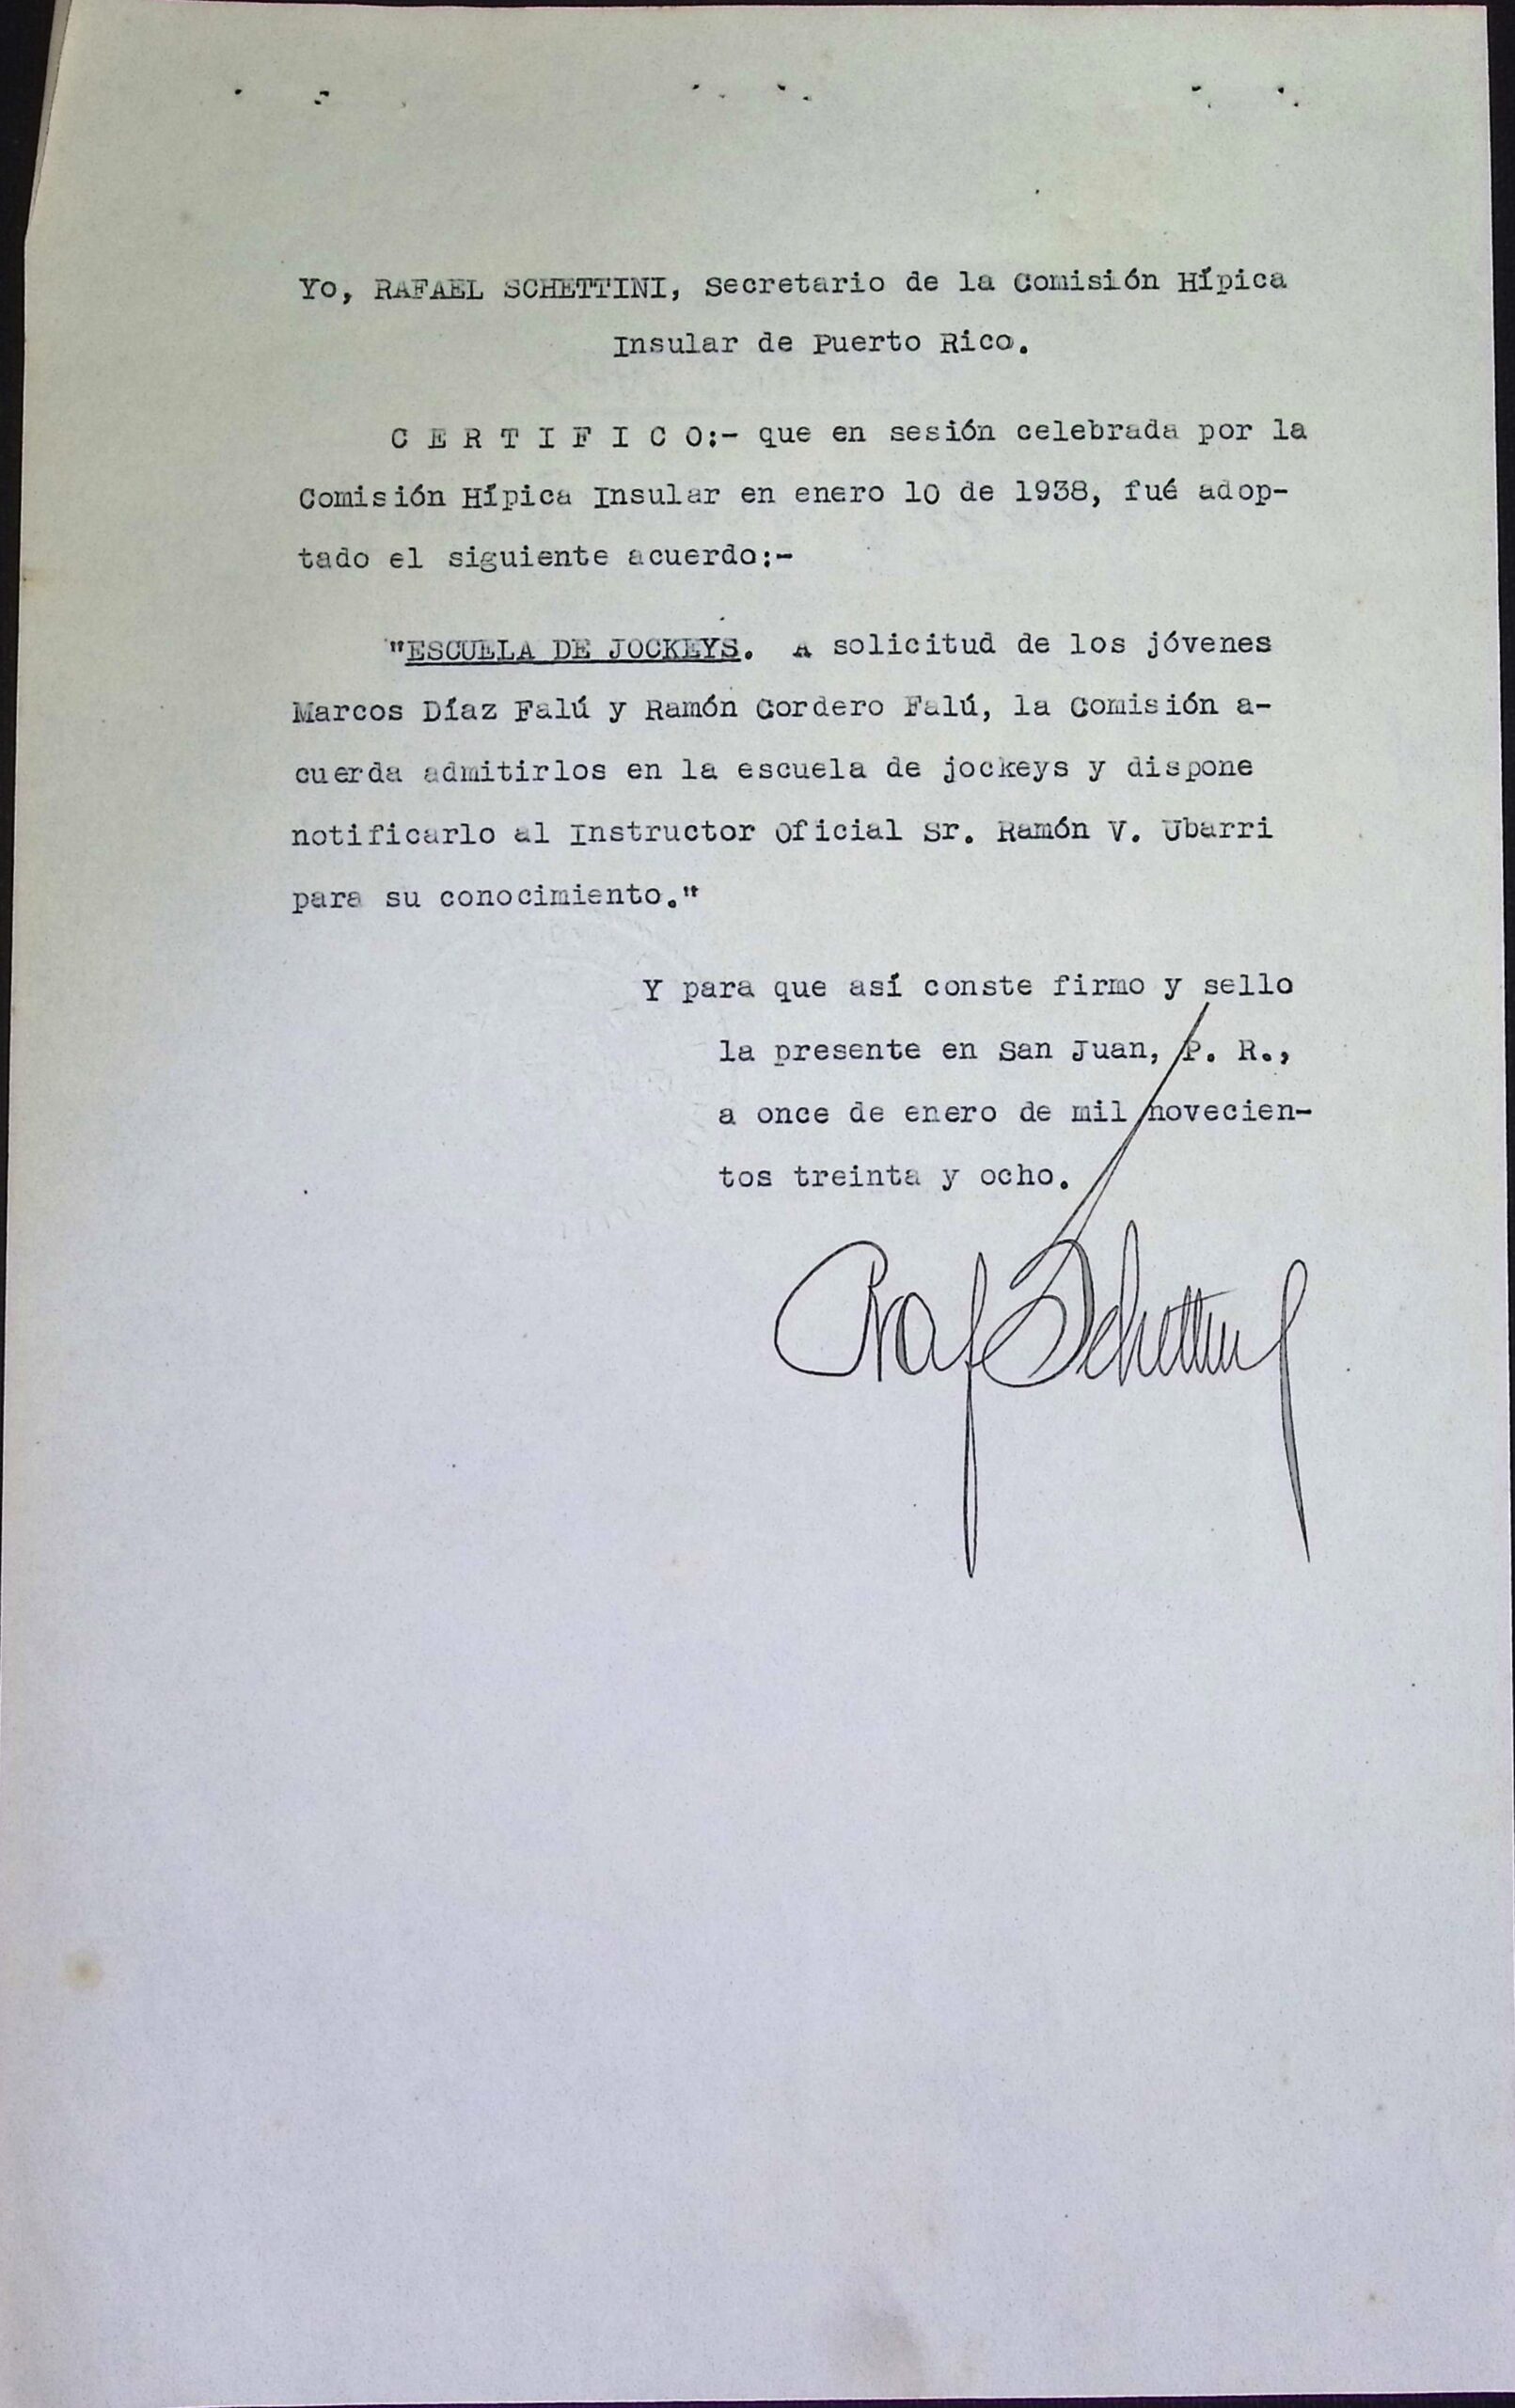 Yo, RAFAEL SCHETTINI, Secretario de la Comisión Hípica
Insular de Puerto Rico.
C E R T I F I C O:- que en sesión celebrada por la
Comisión Hípica Insular en enero 10 de 1938, fué adop-
tado el siguiente acuerdo:-
"ESCUELA DE JOCKEYS. A solicitud de los jóvenes
Marcos Díaz Falú y Ramón Cordero Falú, la Comisión a-
cuerda admitirlos en la escuela de jockeys y dispone
notificarlo al Instructor Oficial Sr. Ramón V. Ubarri
para su conocimiento."
Y para que así conste firmo y sello
la presente en San Juan, P. R.,
a once de enero de mil novecien-
tos treinta y ocho.
Raf Schettini